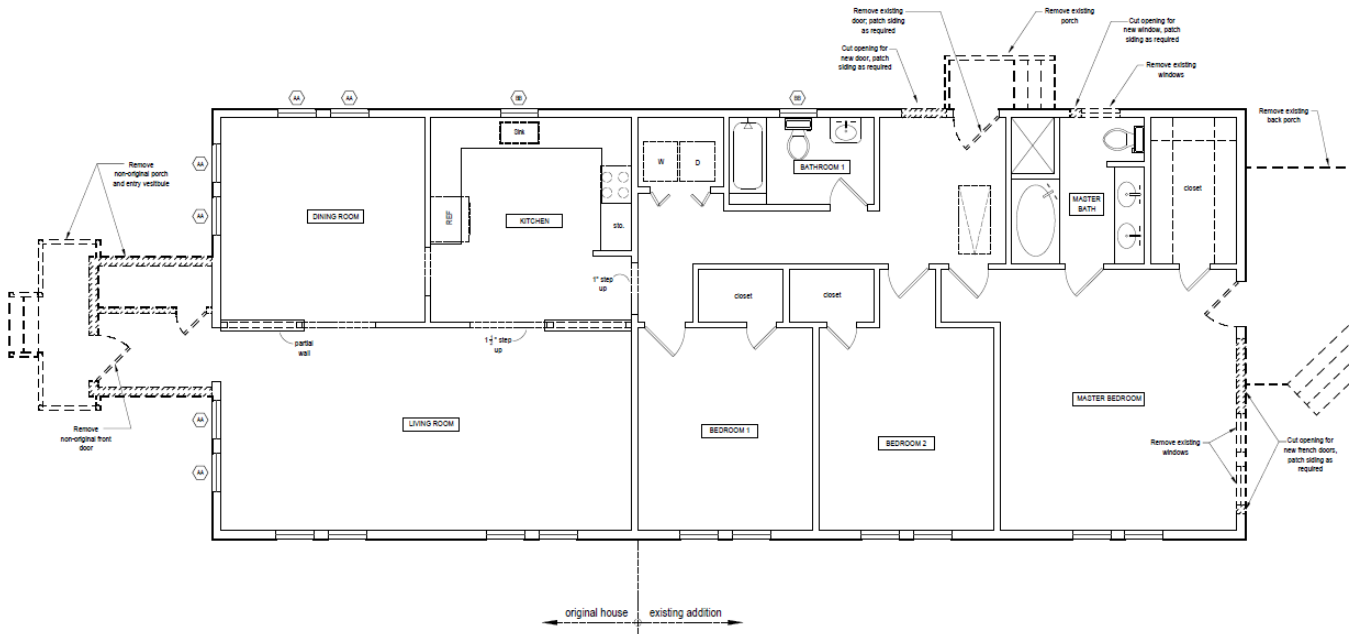 Remove existing
door; patch siding
as required
Remove existing
porch
Cut opening for
new window, patch
siding as required
Cut opening for
new door, patch
siding as required
Remove existing
windows
AA
AA
BB
BB
Remove existing
back porch
Sink
W
D
BATHROOM 1
Remove
non-original porch
and entry vestibule
AA
AA
DINING ROOM
REF
KITCHEN
sto.
MASTER
BATH
closet
1" step
up
closet
closet
partial
wall
1½" step
up
LIVING ROOM
BEDROOM 1
BEDROOM 2
MASTER BEDROOM
AA
AA
Remove
non-original front
door
Remove existing
windows
Cut opening for
new french doors,
patch siding as
required
original house
existing addition